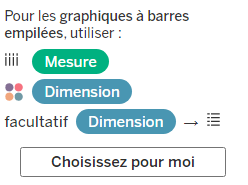 Pour les graphiques à barres
empilées, utiliser :
Mesure
Dimension
facultatif Dimension →
Choisissez pour moi